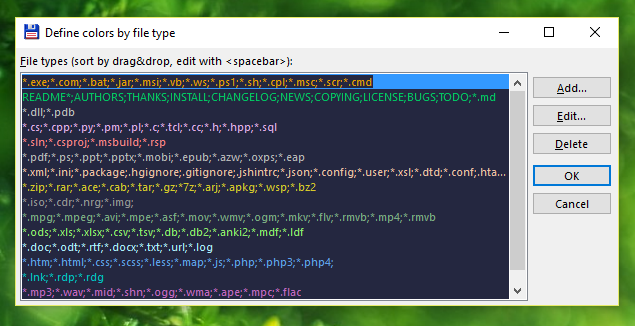 Define colors by file type
File types (sort by drag&drop, edit with <spacebar>):
*.exe;*.com;*.bat;*.jar;*.msi;*.vb;*.ws;*.ps1;*.sh;*.cpl;*.msc;*.scr;*.cmd
README*;AUTHORS;THANKS;INSTALL;CHANGELOG;NEWS;COPYING;LICENSE;BUGS;TODO;*.md
*.dll;*.pdb
*.cs;*.cpp;*.py;*.pm;*.pl;*.c;*.tcl;*.cc;*.h;*.hpp;*.sql
*.sln;*.csproj;*.msbuild;*.rsp
*.pdf;*.ps;*.ppt;*.pptx;*.mobi;*.epub;*.azw;*.oxps;*.eap
*.xml;*.ini;*.package;.hgignore;.gitignore;.jshintrc;*.json;*.config;*.user;*.xsl;*.dtd;*.conf;.hta...
*.zip;*.rar;*.ace;*.cab;*.tar;*.gz;*7z;*.arj;*.apkg;*.wsp;*.bz2
*.iso;*.cdr;*.nrg;*.img;
*.mpg;*.mpeg;*.avi;*.mpe;*.asf;*.mov;*.wmv;*.ogm;*.mkv;*.flv;*.rmvb;*.mp4;*.rmvb
*.ods;*.xls;*.xlsx;*.csv;*.tsv;*.db;*.db2;*.anki2;*.mdf;*.ldf
*.doc;*.odt;*.rtf;*.docx;*.txt;*.url;*.log
*.htm;*.html;*.css;*.scss;*.less;*.map;*.js;*.php;*.php3;*.php4;
*.lnk;*.rdp;*.rdg
*.mp3;*.wav;*.mid;*.shn;*.ogg;*.wma;*.ape;*.mpc;*.flac
Add...
Edit...
Delete
OK
Cancel